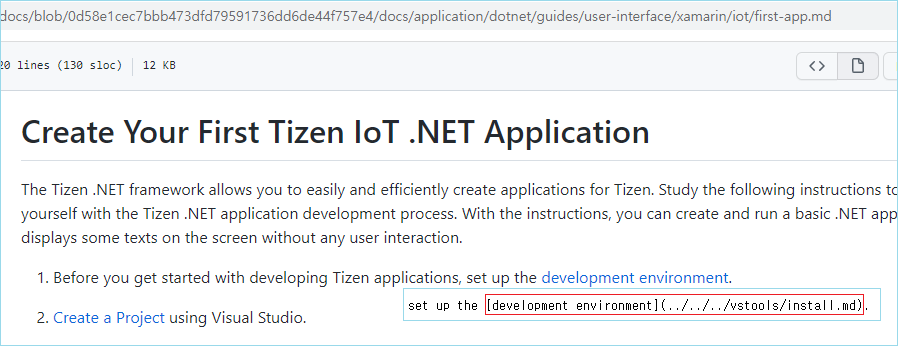 docs/blob/0d58e1cec7bbb473dfd79591736dd6de44f757e4/docs/application/dotnet/guides/user-interface/xamarin/iot/first-app.md
20 lines (130 sloc) 12 KB
Create Your First Tizen IoT .NET Application
The Tizen .NET framework allows you to easily and efficiently create applications for Tizen. Study the following instructions to
yourself with the Tizen .NET application development process. With the instructions, you can create and run a basic .NET app
displays some texts on the screen without any user interaction.
1. Before you get started with developing Tizen applications, set up the development environment.
set up the [development environment](../../../vstools/install.md).
2. Create a Project using Visual Studio.